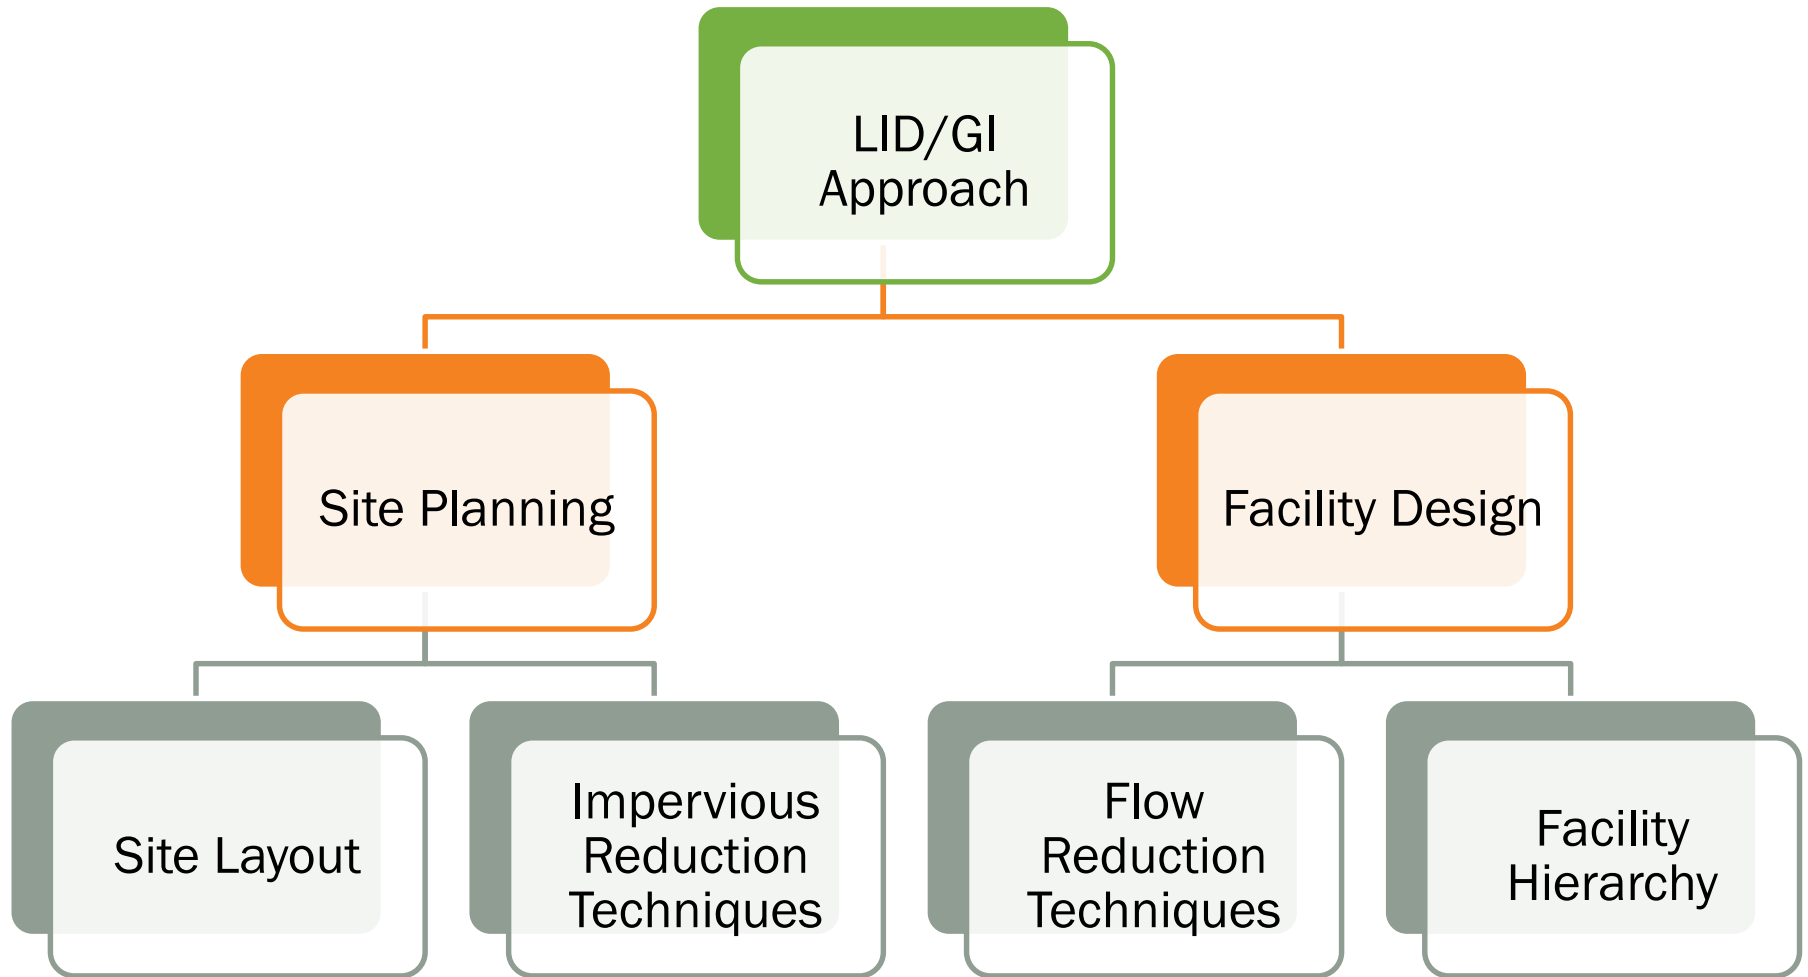 LID/GI
Approach
Site Planning
Facility Design
Site Layout
Impervious
Reduction
Techniques
Flow
Reduction
Techniques
Facility
Hierarchy